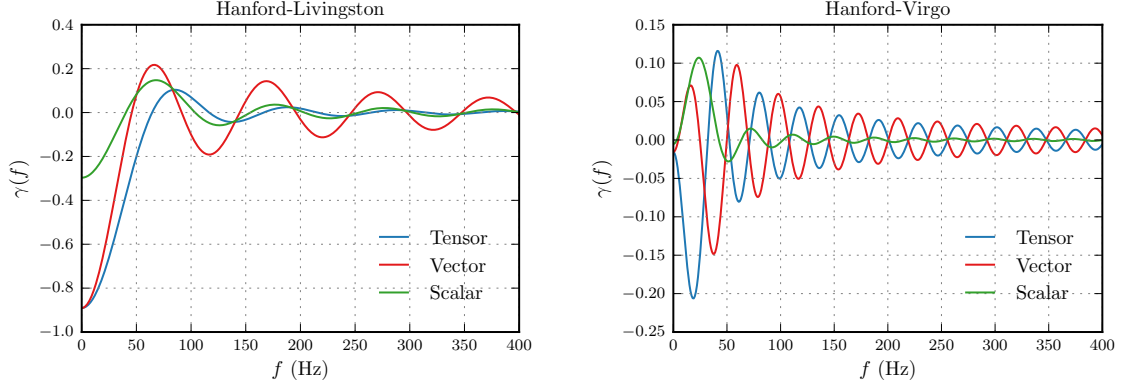 Hanford-Livingston
0.4
0.2
0.0
−0.2
−0.4
−0.6
−0.8
−1.0
γ(f)
Tensor
Vector
Scalar
0 50 100 150 200 250 300 350 400
f (Hz)
Hanford-Virgo
0.15
0.10
0.05
0.00
−0.05
−0.10
−0.15
−0.20
−0.25
γ(f)
Tensor
Vector
Scalar
0 50 100 150 200 250 300 350 400
f (Hz)